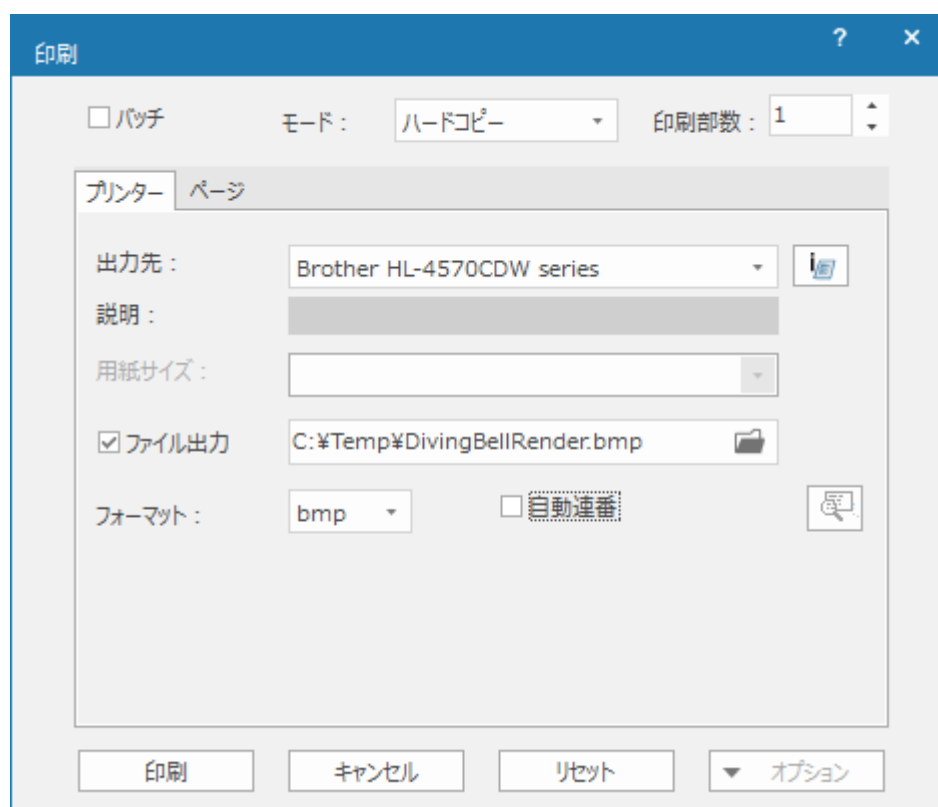 印刷
? ×
バッチ モード： ハードコピー 印刷部数： 1
プリンター ページ
出力先： Brother HL-4570CDW series
説明：
用紙サイズ：
ファイル出力 C:¥Temp¥DivingBellRender.bmp
フォーマット： bmp 自動連番
印刷 キャンセル リセット オプション